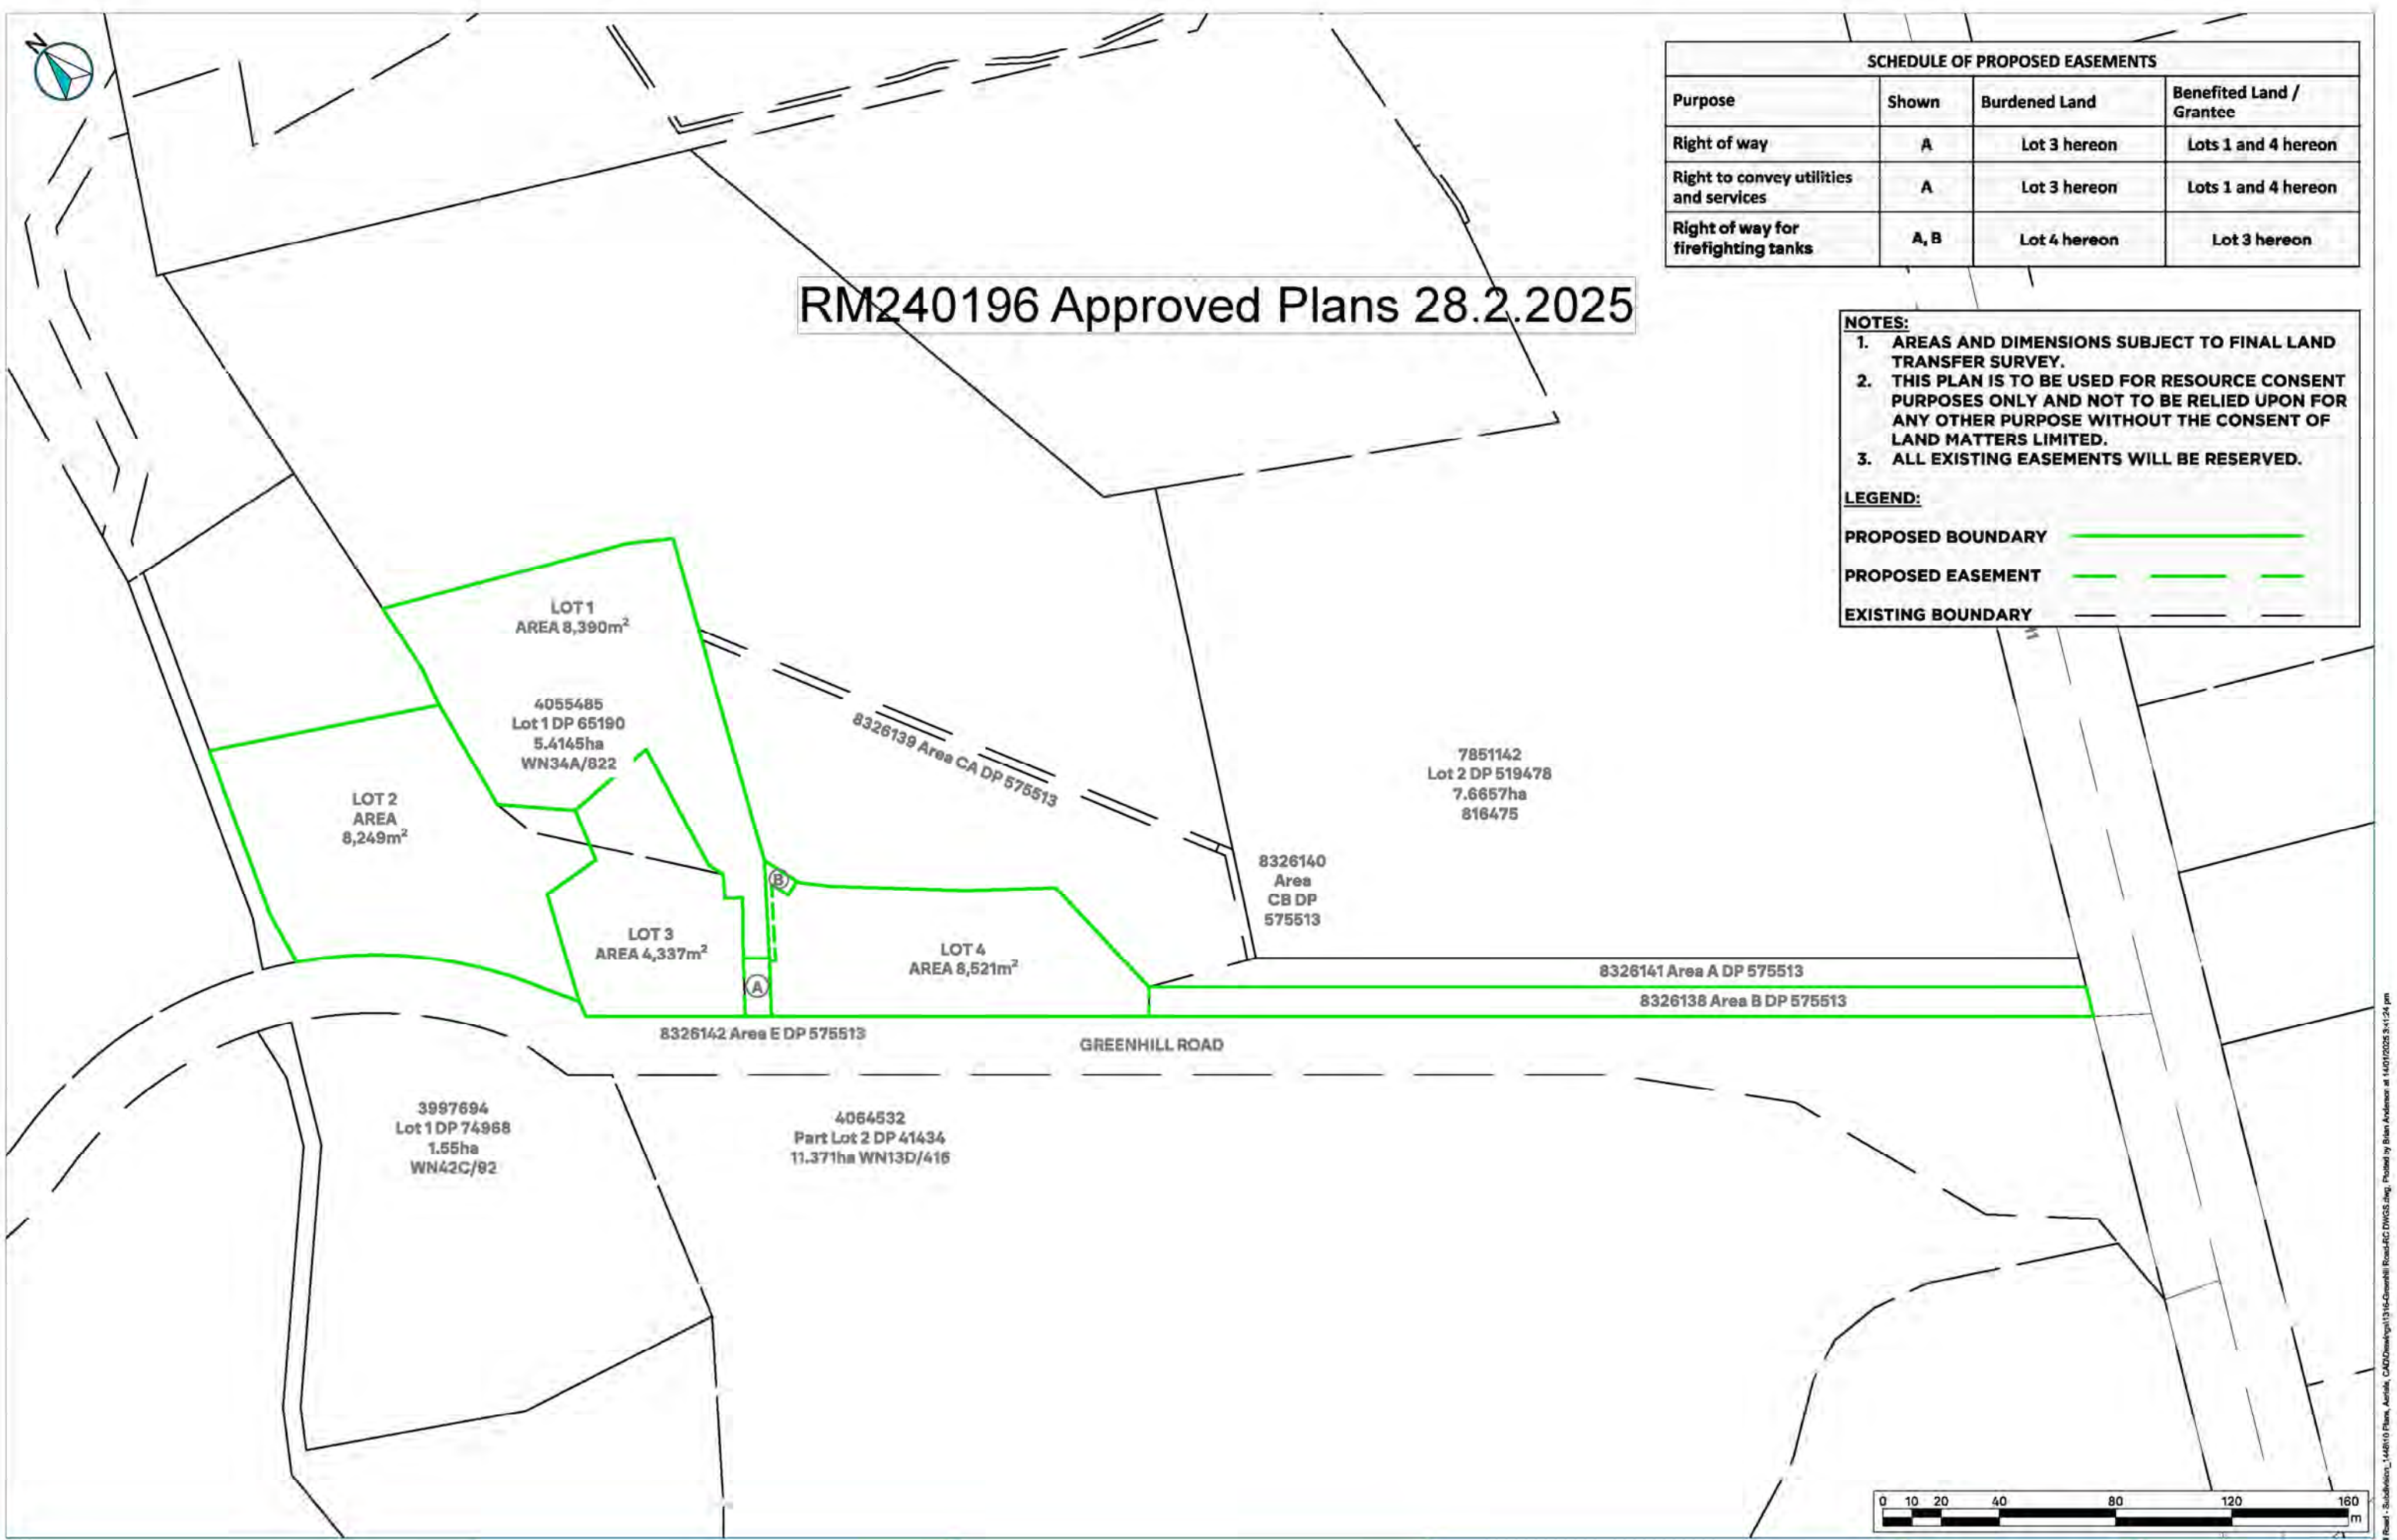 N
SCHEDULE OF PROPOSED EASEMENTS
Purpose Shown Burdened Land Benefited Land / Grantee
Right of way A Lot 3 hereon Lots 1 and 4 hereon
Right to convey utilities and services A Lot 3 hereon Lots 1 and 4 hereon
Right of way for firefighting tanks A, B Lot 4 hereon Lot 3 hereon
RM240196 Approved Plans 28.2.2025
NOTES:
1. AREAS AND DIMENSIONS SUBJECT TO FINAL LAND
TRANSFER SURVEY.
2. THIS PLAN IS TO BE USED FOR RESOURCE CONSENT
PURPOSES ONLY AND NOT TO BE RELIED UPON FOR
ANY OTHER PURPOSE WITHOUT THE CONSENT OF
LAND MATTERS LIMITED.
3. ALL EXISTING EASEMENTS WILL BE RESERVED.
LEGEND:
PROPOSED BOUNDARY
PROPOSED EASEMENT
EXISTING BOUNDARY
LOT 1
AREA 8,390m²
4055485
Lot 1 DP 65190
5.4145ha
WN34A/822
8326139 Area CA DP 575513
7851142
Lot 2 DP 519478
7.6657ha
816475
LOT 2
AREA
8,249m²
8326140
Area
CB DP
575513
B
LOT 3
AREA 4,337m²
LOT 4
AREA 8,521m²
A
8326141 Area A DP 575513
8326138 Area B DP 575513
8326142 Area E DP 575513
GREENHILL ROAD
3997694
Lot 1 DP 74968
1.55ha
WN42C/92
4064532
Part Lot 2 DP 41434
11.371ha WN13D/416
0 10 20 40 80 120 160
m